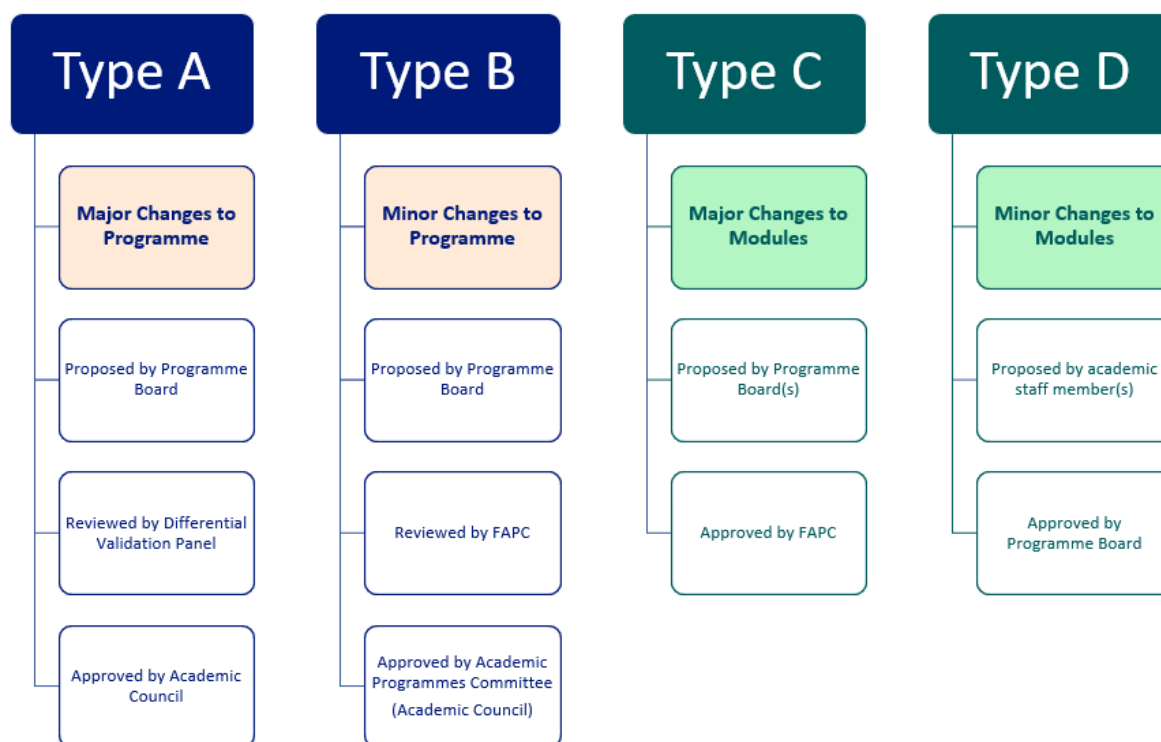 Type A
Major Changes to
Programme
Proposed by Programme
Board
Reviewed by Differential
Validation Panel
Approved by Academic
Council
Type B
Minor Changes to
Programme
Proposed by Programme
Board
Reviewed by FAPC
Approved by Academic
Programmes Committee
(Academic Council)
Type C
Major Changes to
Modules
Proposed by Programme
Board(s)
Approved by FAPC
Type D
Minor Changes to
Modules
Proposed by academic
staff member(s)
Approved by
Programme Board